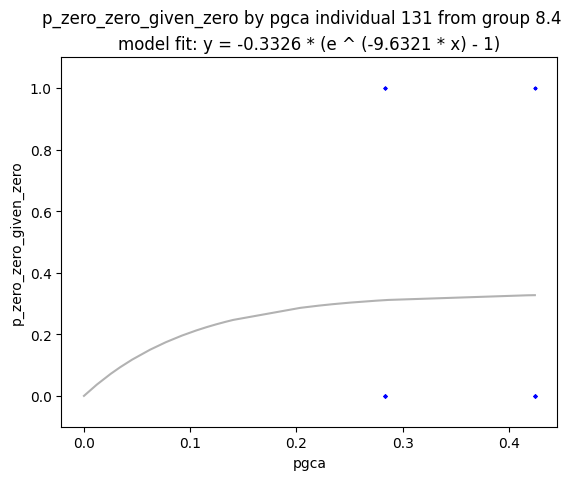 p_zero_zero_given_zero by pgca individual 131 from group 8.4
model fit: y = -0.3326 * (e ^ (-9.6321 * x) - 1)
1.0
0.8
0.6
0.4
0.2
0.0
p_zero_zero_given_zero
0.0 0.1 0.2 0.3 0.4
pgca